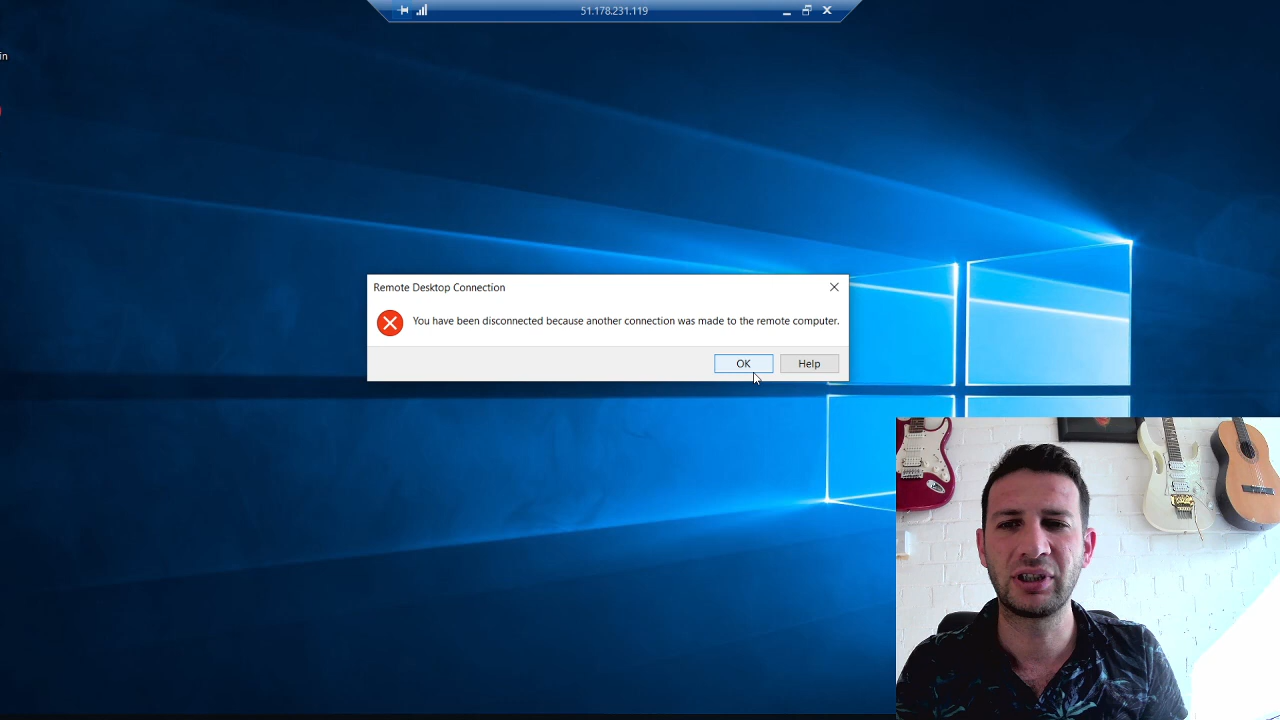 51.178.231.119
in
Remote Desktop Connection
You have been disconnected because another connection was made to the remote computer.
OK
Help